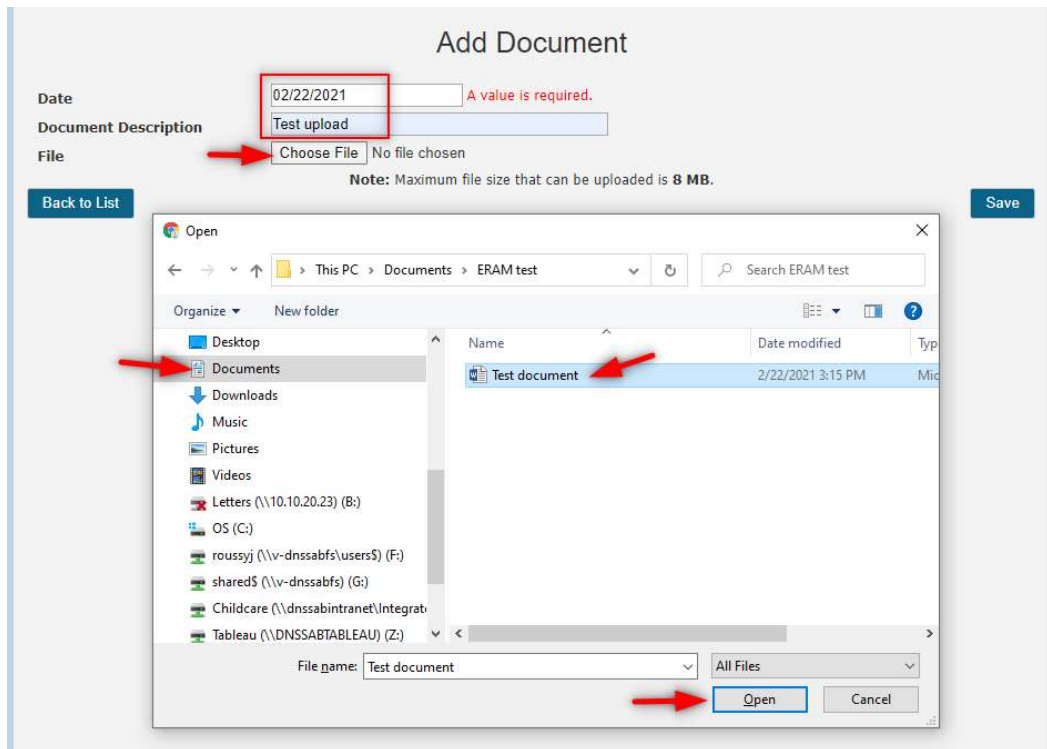 Add Document
Date 02/22/2021 A value is required.
Document Description Test upload
File Choose File No file chosen
Note: Maximum file size that can be uploaded is 8 MB.
Back to List Save
Open
This PC > Documents > ERAM test Search ERAM test
Organize New folder
Name Date modified Typ
Desktop
Documents
Test document 2/22/2021 3:15 PM Mic
Downloads
Music
Pictures
Videos
Letters (\\10.10.20.23) (B:)
OS (C:)
roussyj (\\v-dnssabfs\users$) (F:)
shared$ (\\v-dnssabfs) (G:)
Childcare (\\dnssabintranet\Integrat
Tableau (\\DNSSABTABLEAU) (Z:)
File name: Test document All Files
Open Cancel